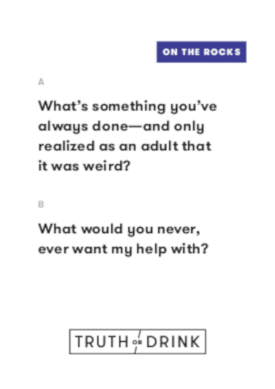 ON THE ROCKS
A
What's something you've
always done—and only
realized as an adult that
it was weird?
B
What would you never,
ever want my help with?
TRUTH OR DRINK